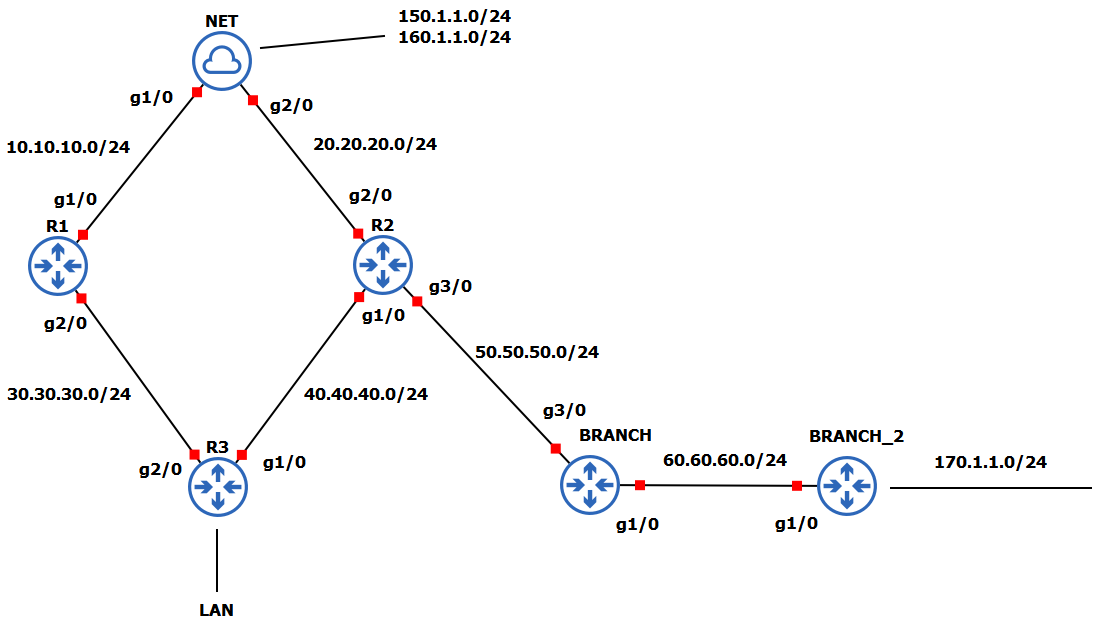 NET
150.1.1.0/24
160.1.1.0/24
g1/0
g2/0
10.10.10.0/24
20.20.20.0/24
g1/0
g2/0
R1
R2
g3/0
g2/0
g1/0
50.50.50.0/24
30.30.30.0/24
40.40.40.0/24
g3/0
BRANCH
BRANCH_2
R3
g2/0
g1/0
60.60.60.0/24
170.1.1.0/24
g1/0
g1/0
LAN